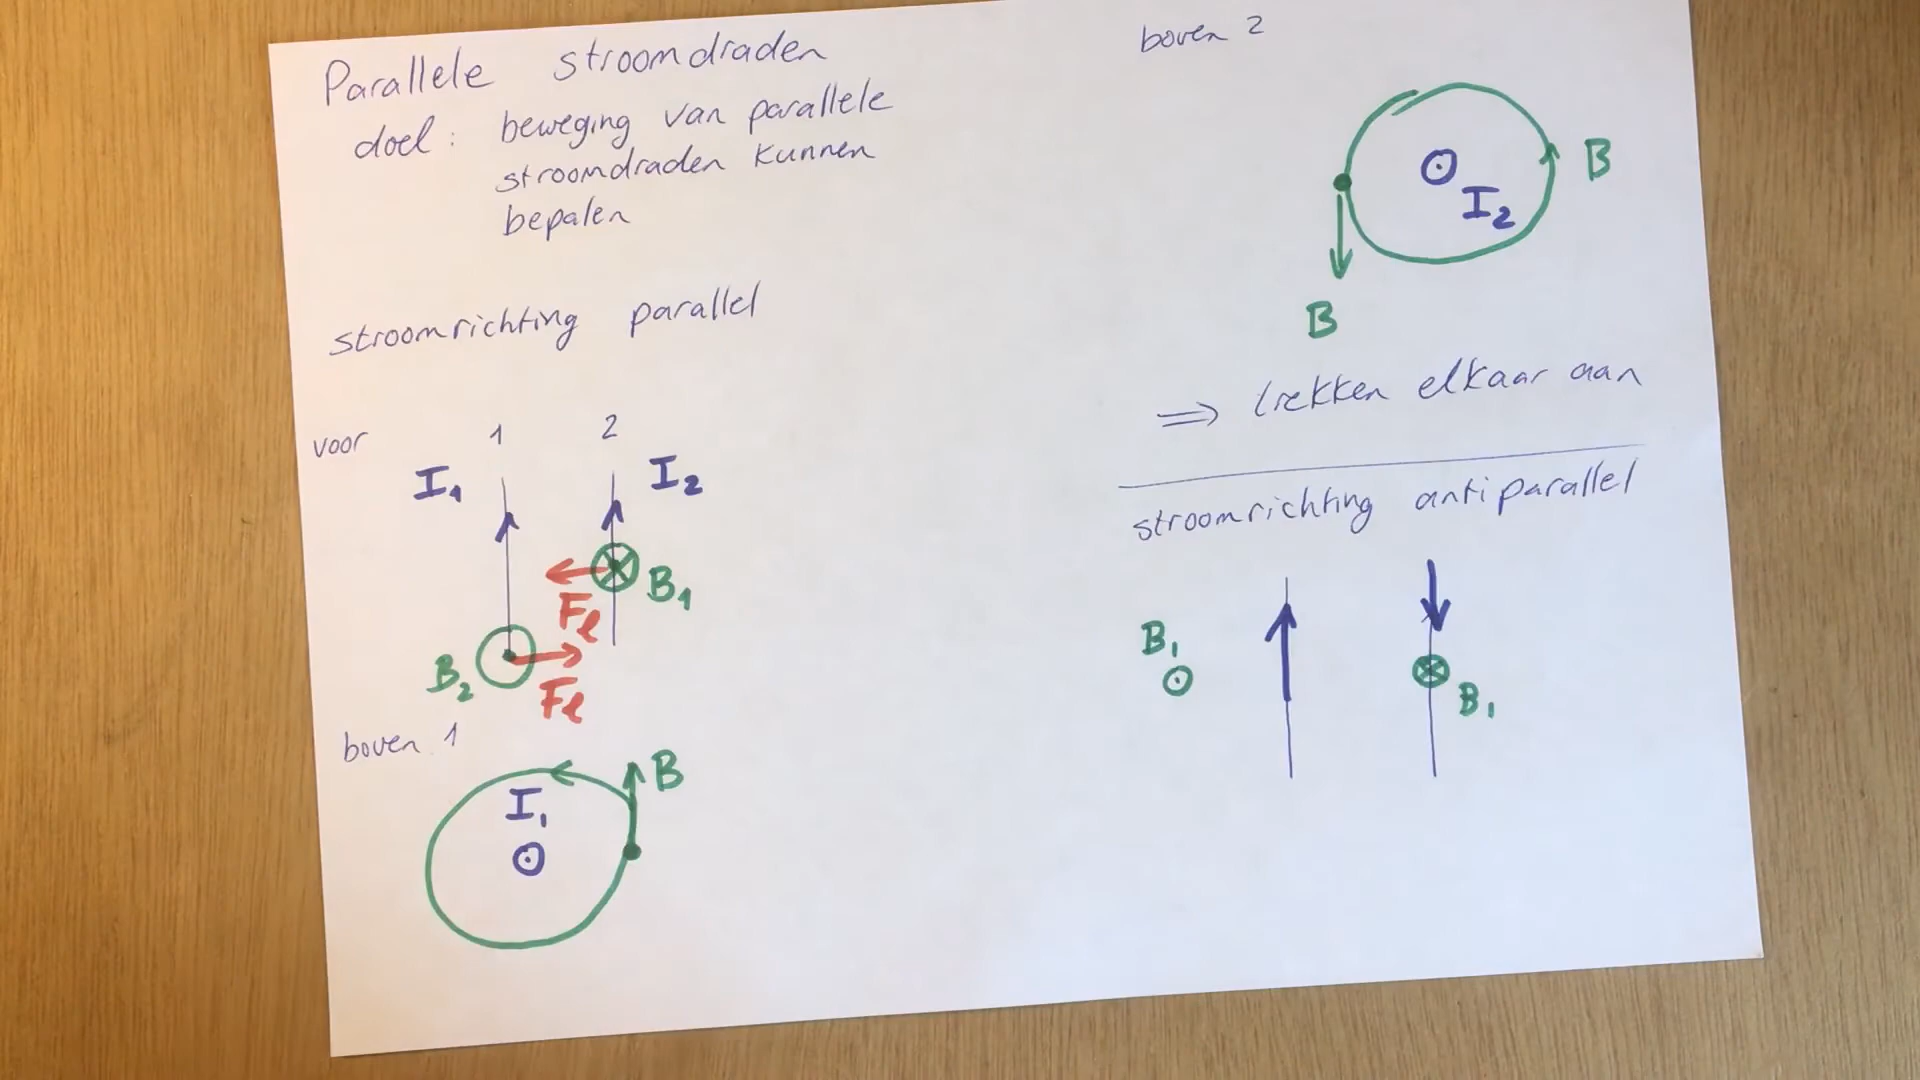 Parallele stroomdraden
doel: beweging van parallele
stroomdraden kunnen
bepalen
stroomrichting parallel
voor
1 2
I₁ I₂
B₁
Fl
B₂
Fl
boven 1
B
I₁
boven 2
B
I₂
B
⇒ trekken elkaar aan
stroomrichting antiparallel
B₁
B₁